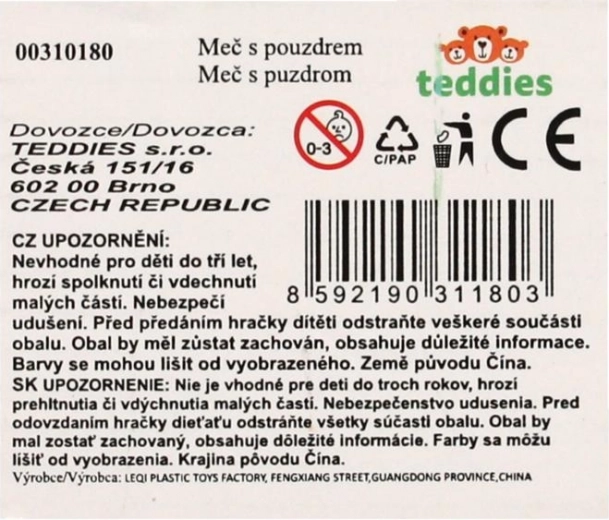 00310180
Meč s pouzdrem
Meč s puzdrom
teddies
Dovozce/Dovozca:
TEDDIES s.r.o.
Česká 151/16
602 00 Brno
CZECH REPUBLIC
0-3
C/PAP
CE
8 592190 311803
CZ UPOZORNĚNÍ:
Nevhodné pro děti do tří let,
hrozí spolknutí či vdechnutí
malých částí. Nebezpečí
udušení. Před předáním hračky dítěti odstraňte veškeré součásti
obalu. Obal by měl zůstat zachován, obsahuje důležité informace.
Barvy se mohou lišit od vyobrazeného. Země původu Čína.
SK UPOZORNENIE: Nie je vhodné pre deti do troch rokov, hrozí
prehltnutia či vdýchnutia malých častí. Nebezpečenstvo udusenia. Pred
odovzdaním hračky dieťaťu odstráňte všetky súčasti obalu. Obal by
mal zostať zachovaný, obsahuje dôležité informácie. Farby sa môžu
líšiť od vyobrazenia. Krajina pôvodu Čína.
Výrobce/Výrobca: LEQI PLASTIC TOYS FACTORY, FENGXIANG STREET,GUANGDONG PROVINCE,CHINA